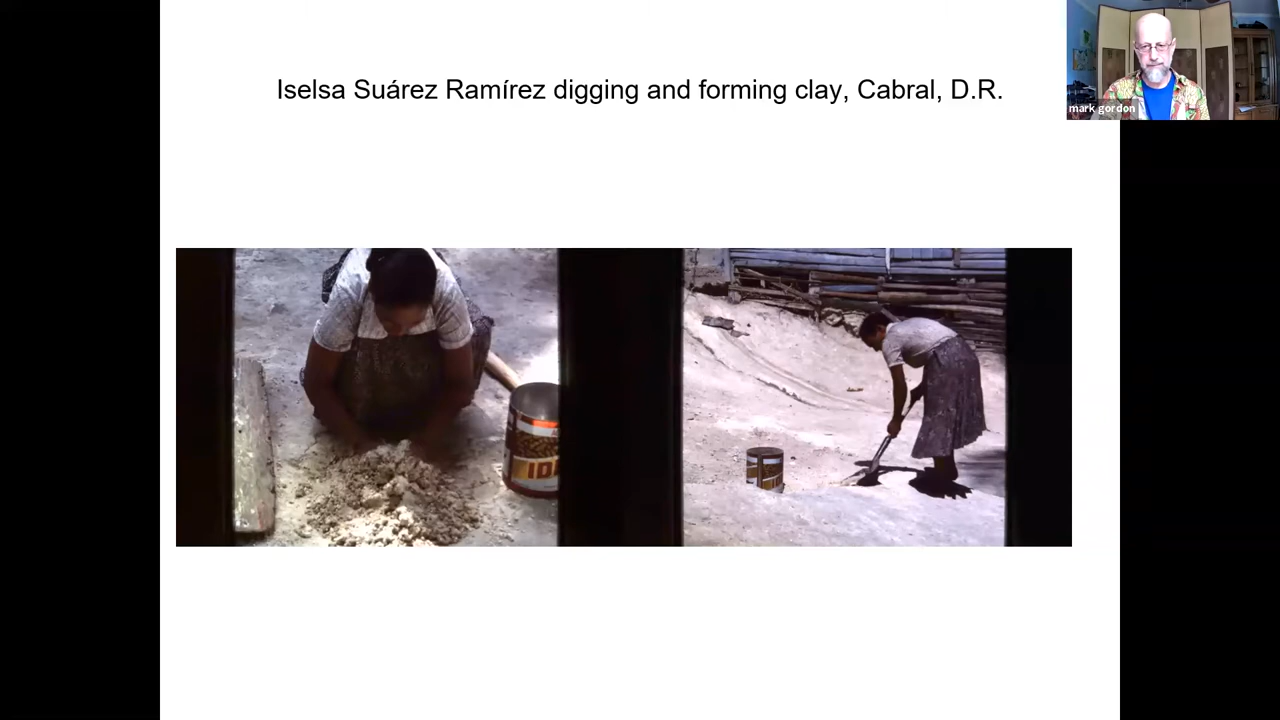 Iselsa Suárez Ramírez digging and forming clay, Cabral, D.R.
mark gordon